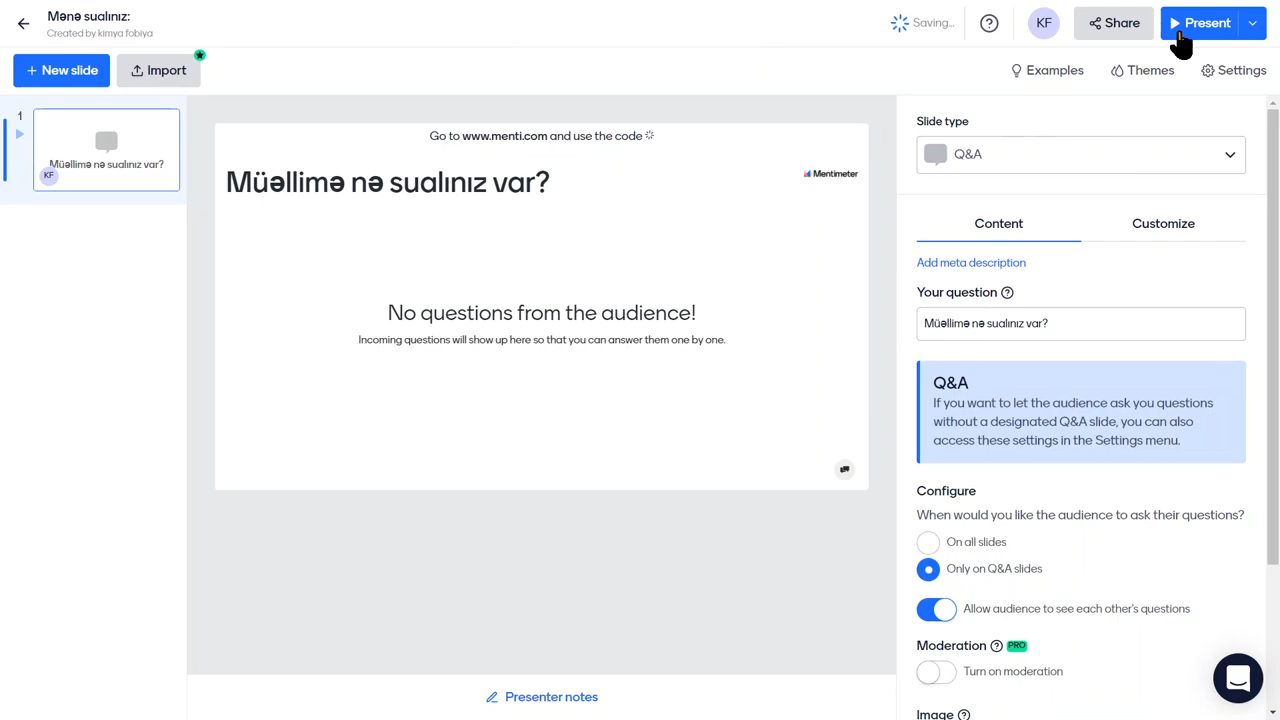 Mənə sualınız:
Created by kimya fobiya
Saving...
KF
Share
Present
New slide
Import
Examples
Themes
Settings
1
Müəllimə nə sualınız var?
KF
Go to www.menti.com and use the code
Müəllimə nə sualınız var?
Mentimeter
No questions from the audience!
Incoming questions will show up here so that you can answer them one by one.
Presenter notes
Slide type
Q&A
Content
Customize
Add meta description
Your question
Müəllimə nə sualınız var?
Q&A
If you want to let the audience ask you questions
without a designated Q&A slide, you can also
access these settings in the Settings menu.
Configure
When would you like the audience to ask their questions?
On all slides
Only on Q&A slides
Allow audience to see each other's questions
Moderation PRO
Turn on moderation
Image